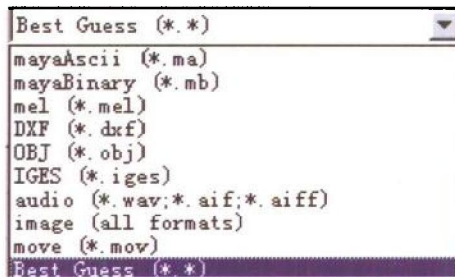 Best Guess (*.*)
mayaAscii (*.ma)
mayaBinary (*.mb)
mel (*.mel)
DXF (*.dxf)
OBJ (*.obj)
IGES (*.iges)
audio (*.wav;*.aif;*.aiff)
image (all formats)
move (*.mov)
Best Guess (*.*)